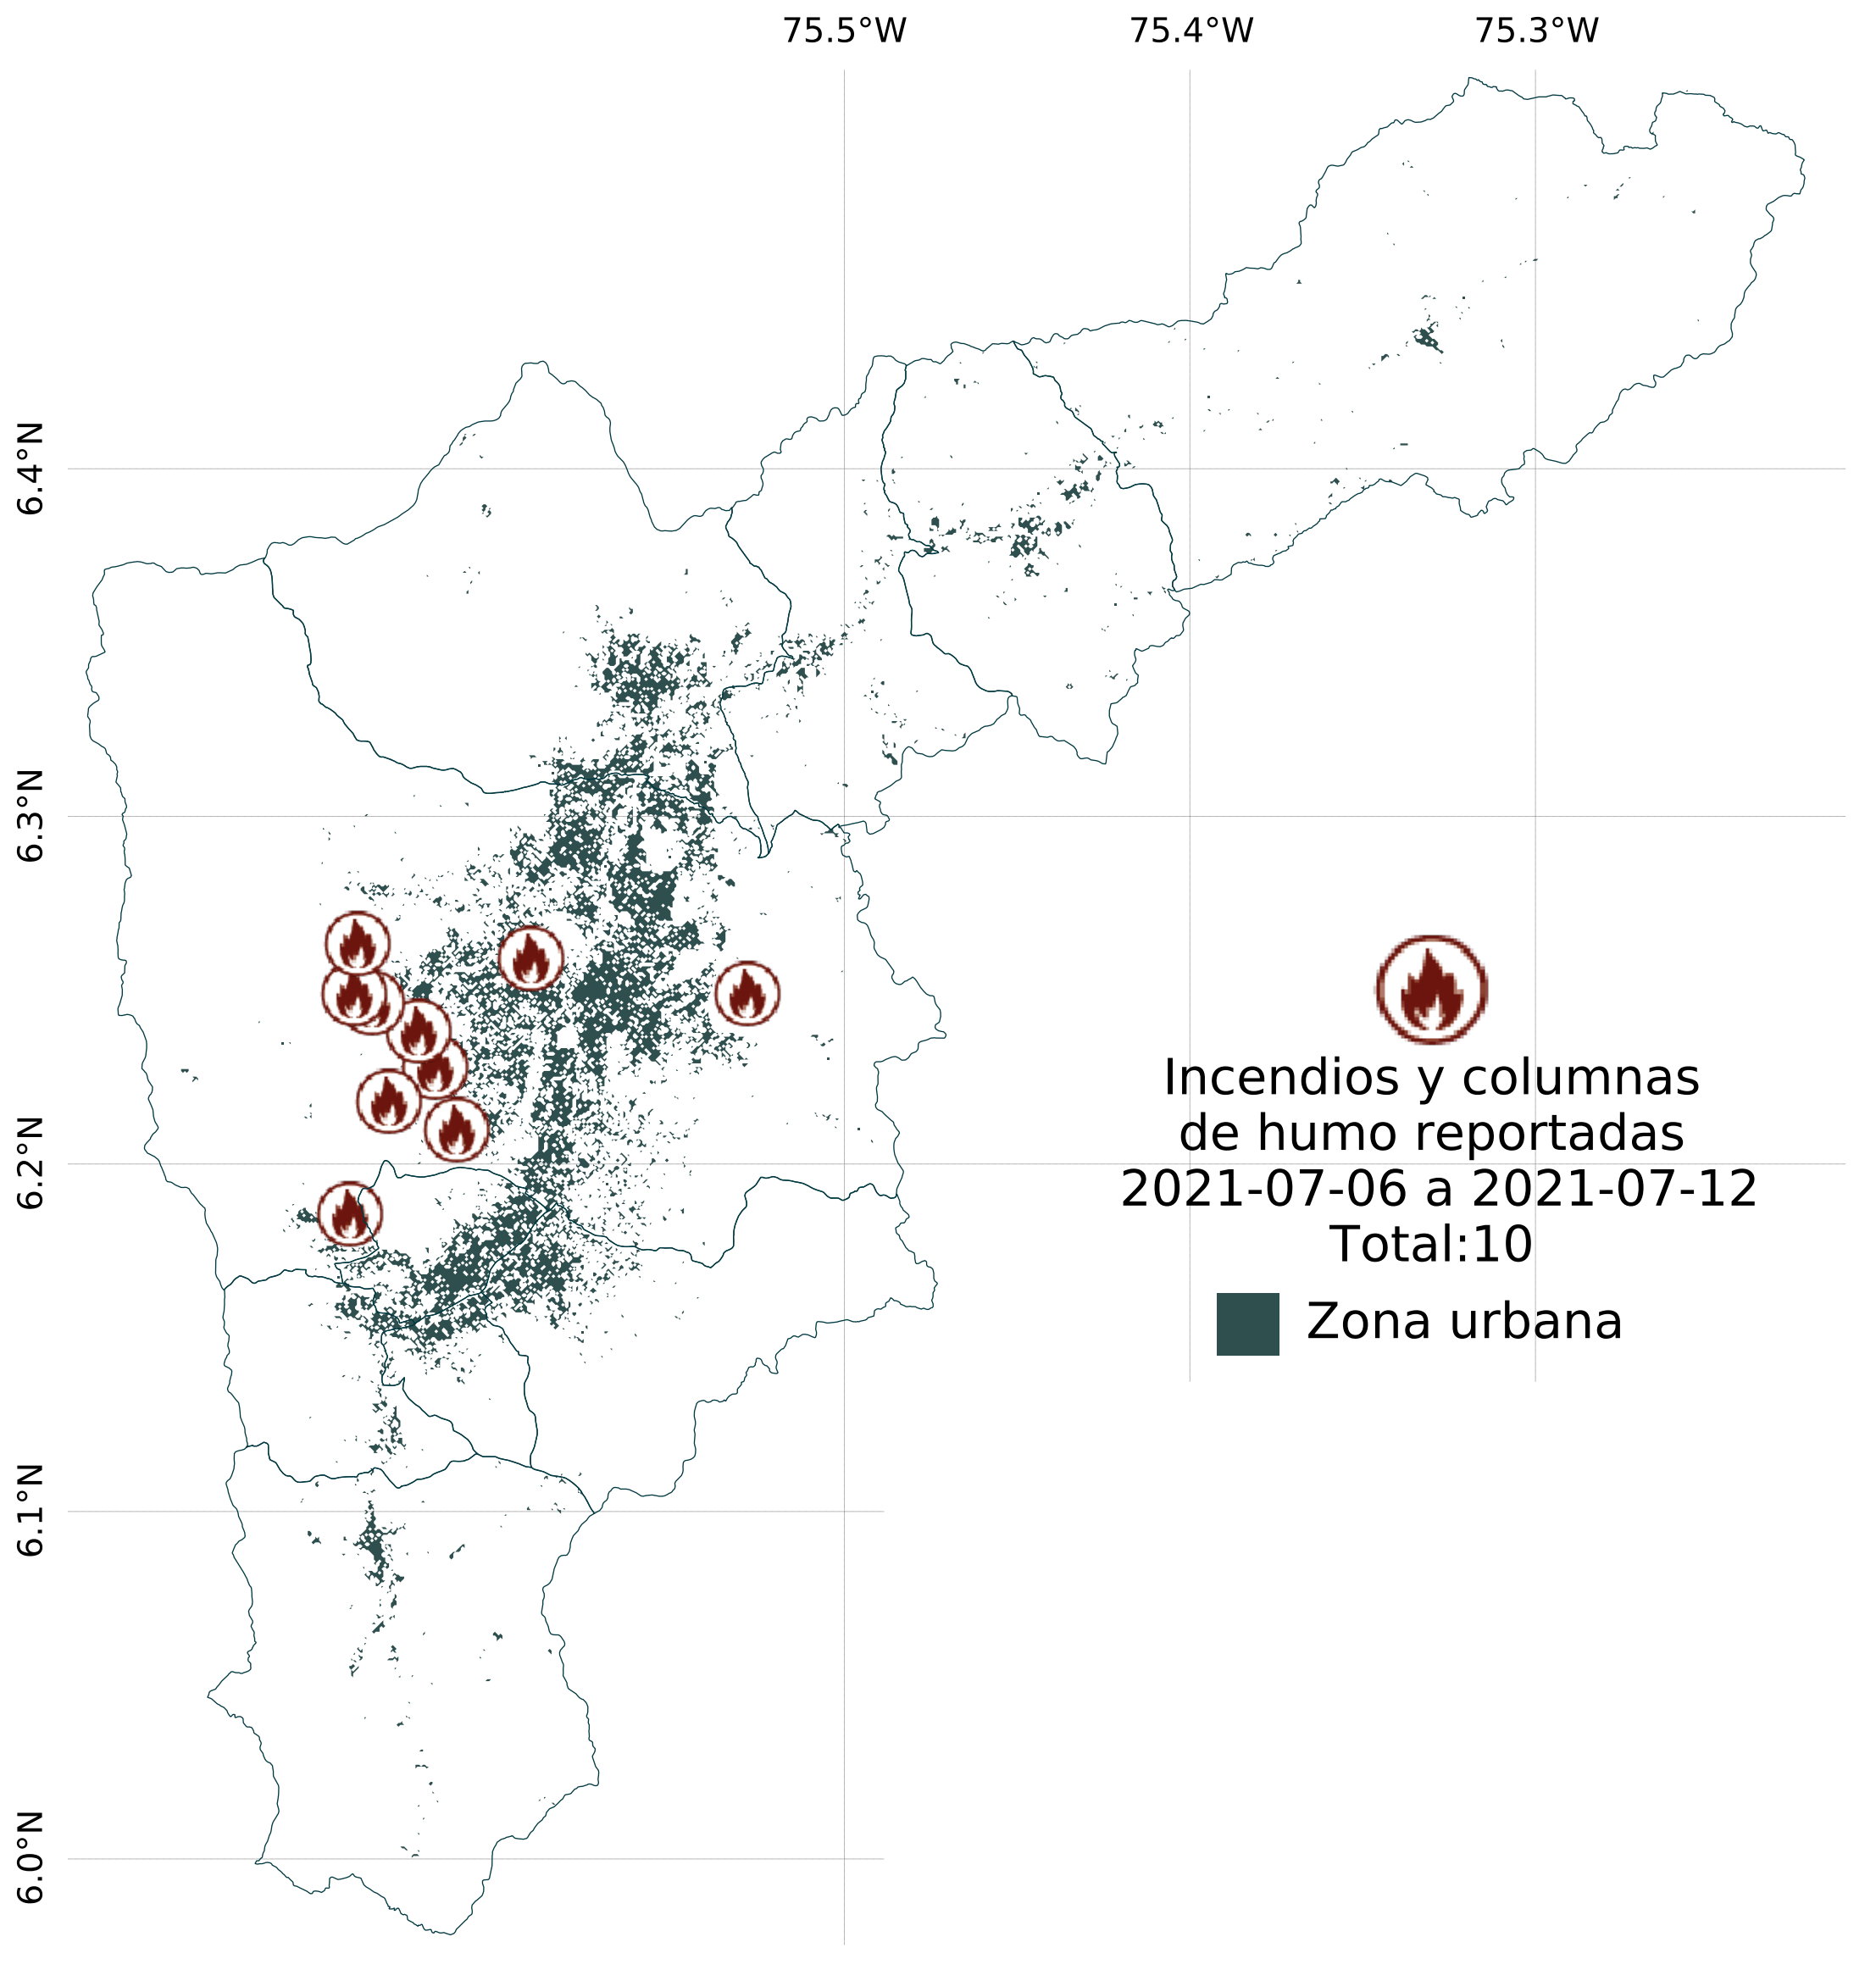 75.5°W 75.4°W 75.3°W
6.4°N
6.3°N
6.2°N
6.1°N
6.0°N
Incendios y columnas
de humo reportadas
2021-07-06 a 2021-07-12
Total:10
Zona urbana